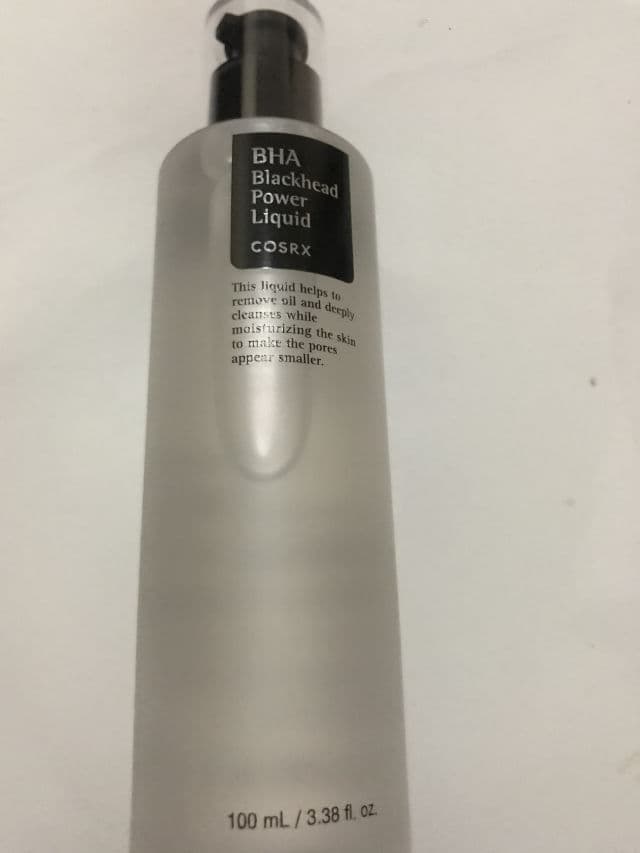 BHA
Blackhead
Power
Liquid
COSRX
This liquid helps to
remove oil and deeply
cleanses while
moisturizing the skin
to make the pores
appear smaller.
100 mL / 3.38 fl. oz.